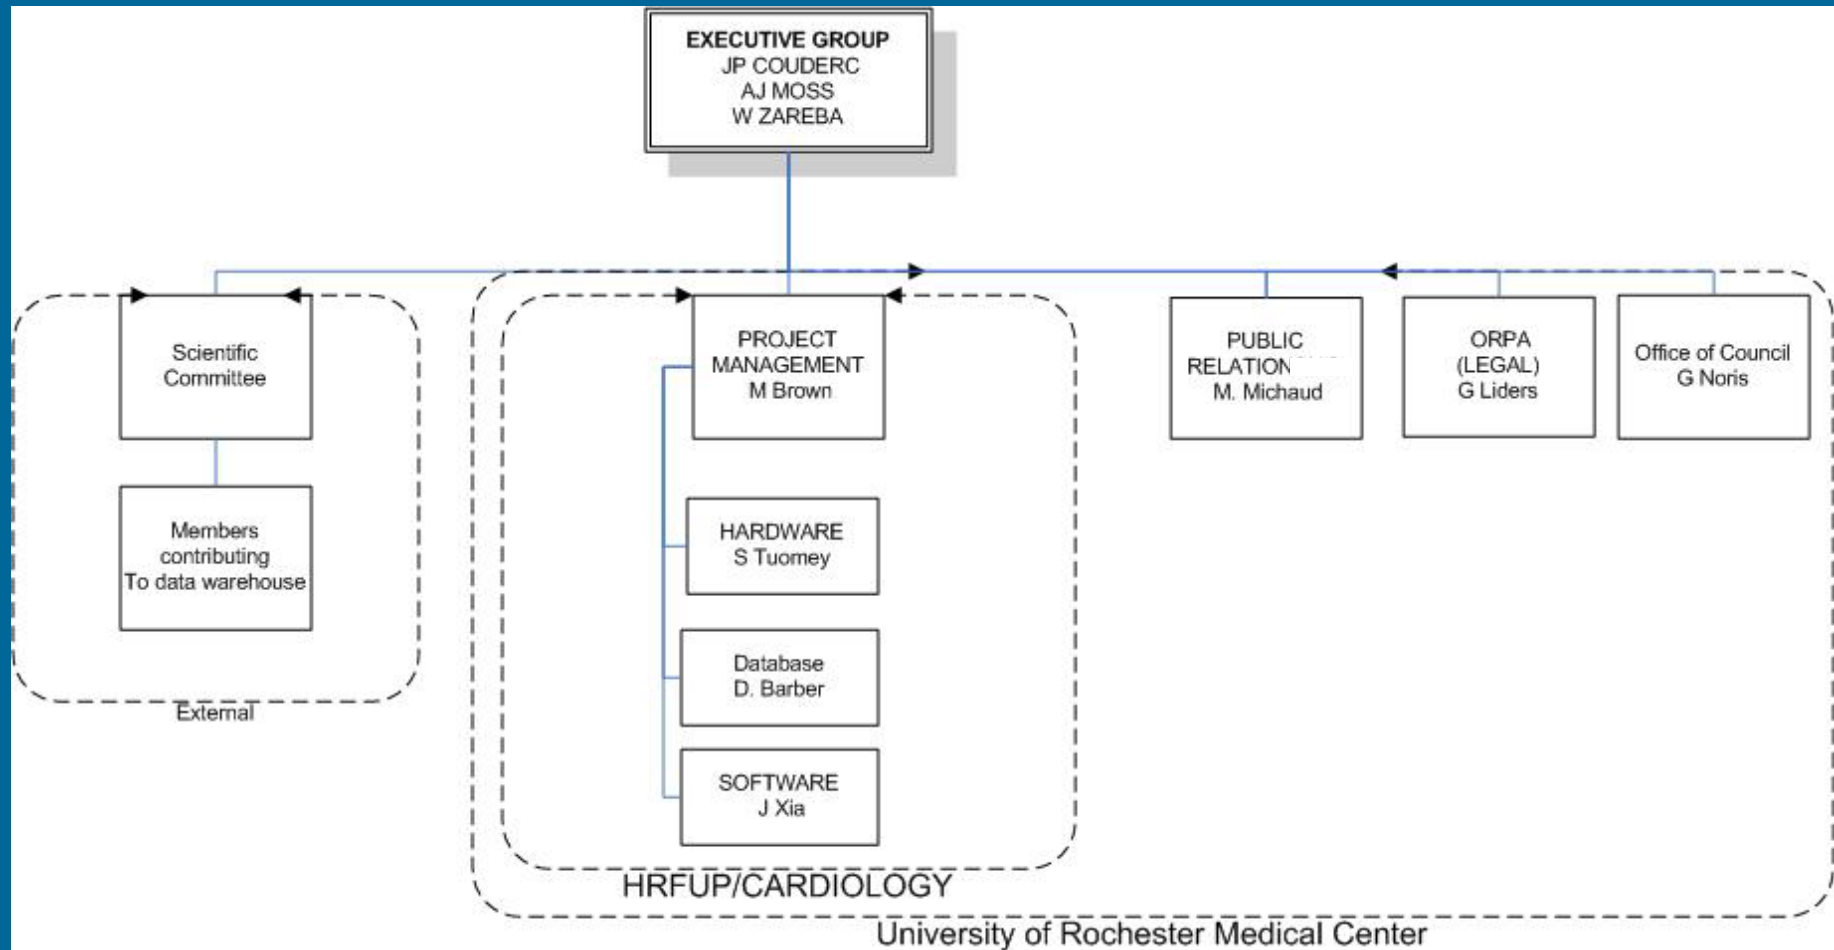 EXECUTIVE GROUP
JP COUDERC
AJ MOSS
W ZAREBA
Scientific
Committee
Members
contributing
To data warehouse
External
PROJECT
MANAGEMENT
M Brown
HARDWARE
S Tuomey
Database
D. Barber
SOFTWARE
J Xia
HRFUP/CARDIOLOGY
PUBLIC
M. Michaud
ORPA
(LEGAL)
G Liders
Office of Council
G Noris
University of Rochester Medical Center